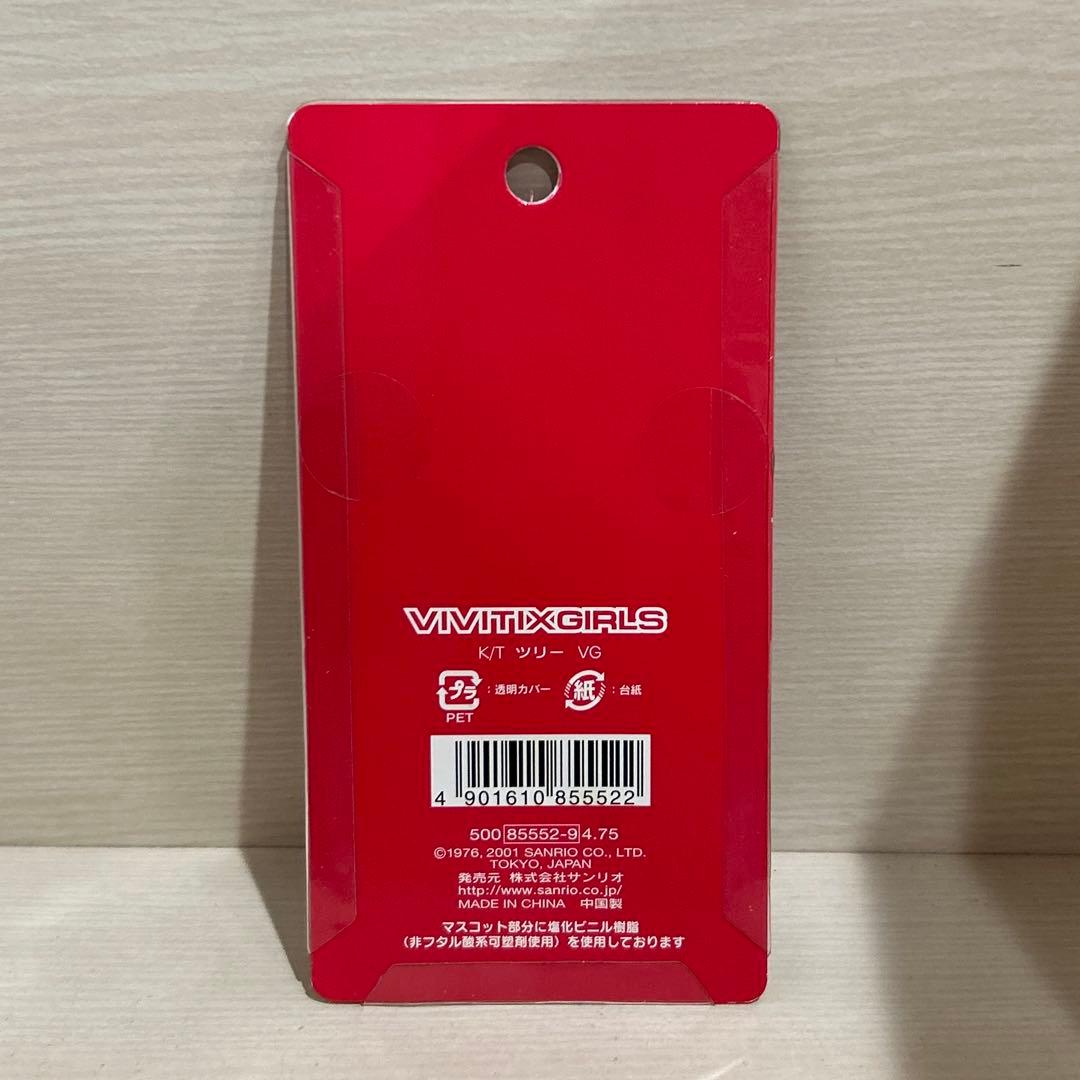 VIVITIXGIRLS
K/T ツリー VG
プラ :透明カバー 紙 :台紙
PET
4 901610 855522
500 85552-9 4.75
©1976, 2001 SANRIO CO., LTD.
TOKYO, JAPAN
発売元 株式会社サンリオ
http://www.sanrio.co.jp/
MADE IN CHINA 中国製
マスコット部分に塩化ビニル樹脂
(非フタル酸系可塑剤使用)を使用しております